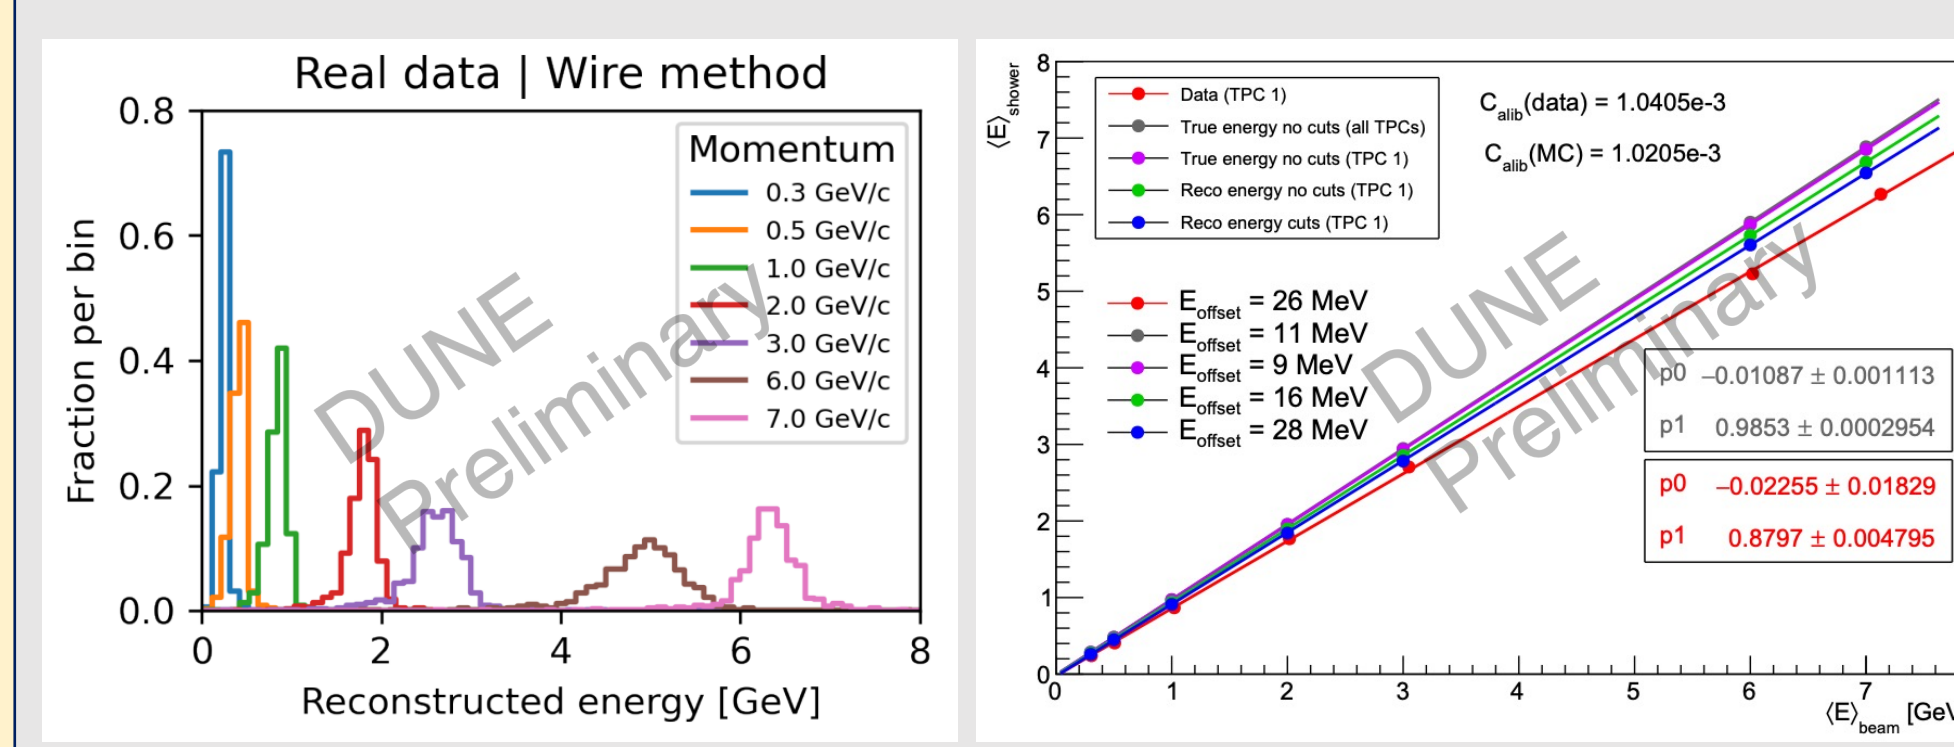 Real data | Wire method
0.8
0.6
0.4
0.2
0.0
Fraction per bin
0
2
4
6
8
Reconstructed energy [GeV]
Momentum
0.3 GeV/c
0.5 GeV/c
1.0 GeV/c
2.0 GeV/c
3.0 GeV/c
6.0 GeV/c
7.0 GeV/c
DUNE
Preliminary
⟨E⟩shower
8
7
6
5
4
3
2
1
0
Data (TPC 1)
True energy no cuts (all TPCs)
True energy no cuts (TPC 1)
Reco energy no cuts (TPC 1)
Reco energy cuts (TPC 1)
Calib(data) = 1.0405e-3
Calib(MC) = 1.0205e-3
Eoffset = 26 MeV
Eoffset = 11 MeV
Eoffset = 9 MeV
Eoffset = 16 MeV
Eoffset = 28 MeV
DUNE
Preliminary
p0 −0.01087 ± 0.001113
p1 0.9853 ± 0.0002954
p0 −0.02255 ± 0.01829
p1 0.8797 ± 0.004795
0
1
2
3
4
5
6
7
⟨E⟩beam [GeV